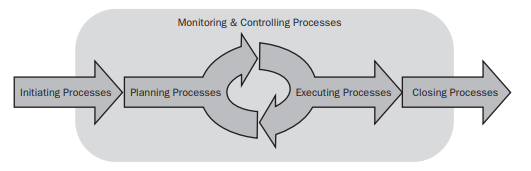 Monitoring & Controlling Processes
Initiating Processes
Planning Processes
Executing Processes
Closing Processes